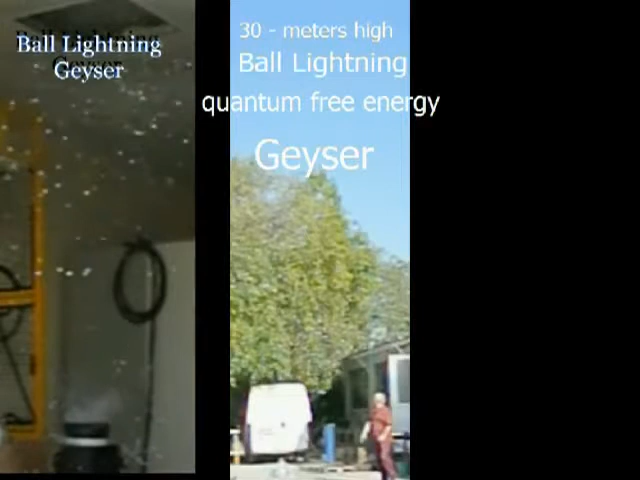 Ball Lightning
Geyser
30 - meters high
Ball Lightning
quantum free energy
Geyser